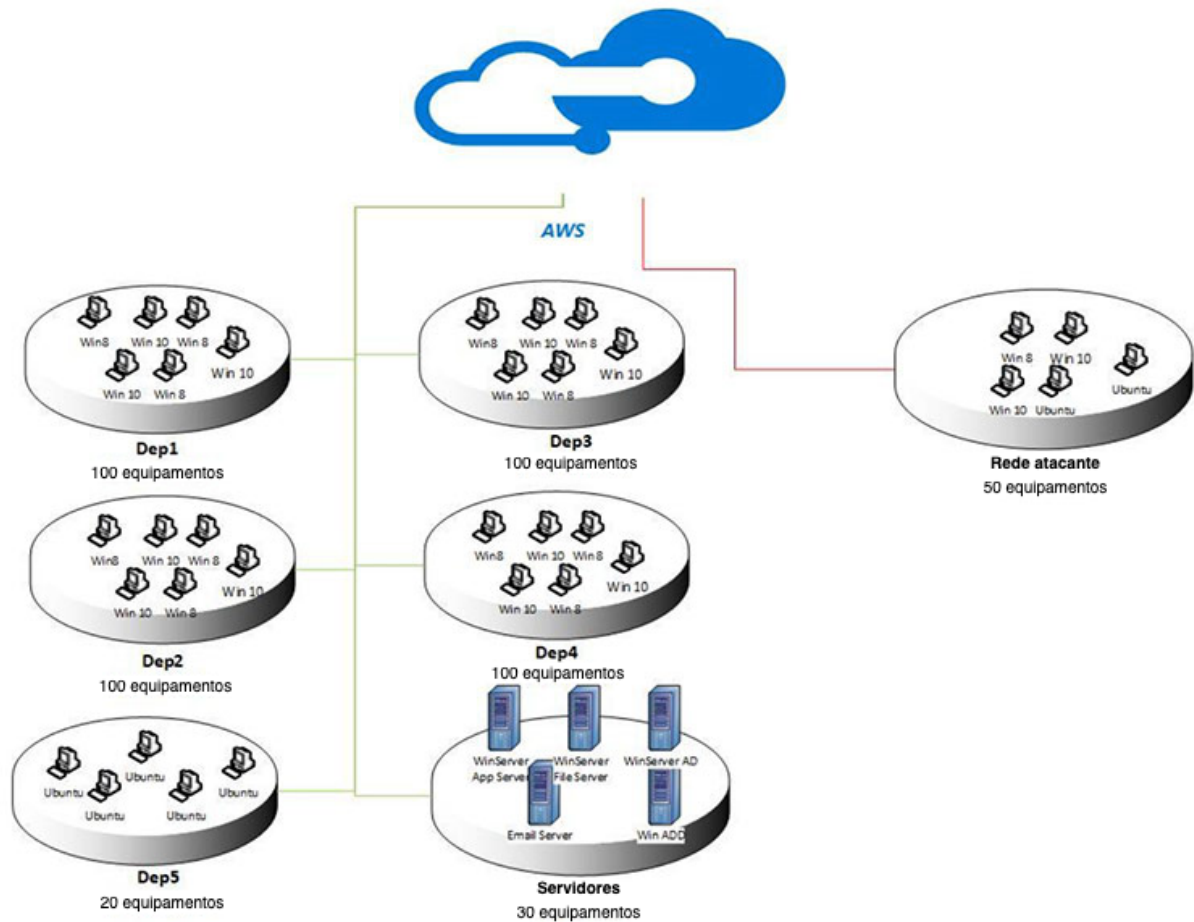 AWS
Win8
Win 10
Win 8
Win 10
Win 10
Win 8
Dep1
100 equipamentos
Win8
Win 10
Win 8
Win 10
Win 10
Win 8
Dep3
100 equipamentos
Win 8
Win 10
Ubuntu
Win 10
Ubuntu
Rede atacante
50 equipamentos
Win8
Win 10
Win 8
Win 10
Win 10
Win 8
Dep2
100 equipamentos
Win8
Win 10
Win 8
Win 10
Win 10
Win 8
Dep4
100 equipamentos
Ubuntu
Ubuntu
Ubuntu
Ubuntu
Ubuntu
Dep5
20 equipamentos
WinServer
App Server
WinServer
File Server
WinServer AD
Email Server
Win ADD
Servidores
30 equipamentos